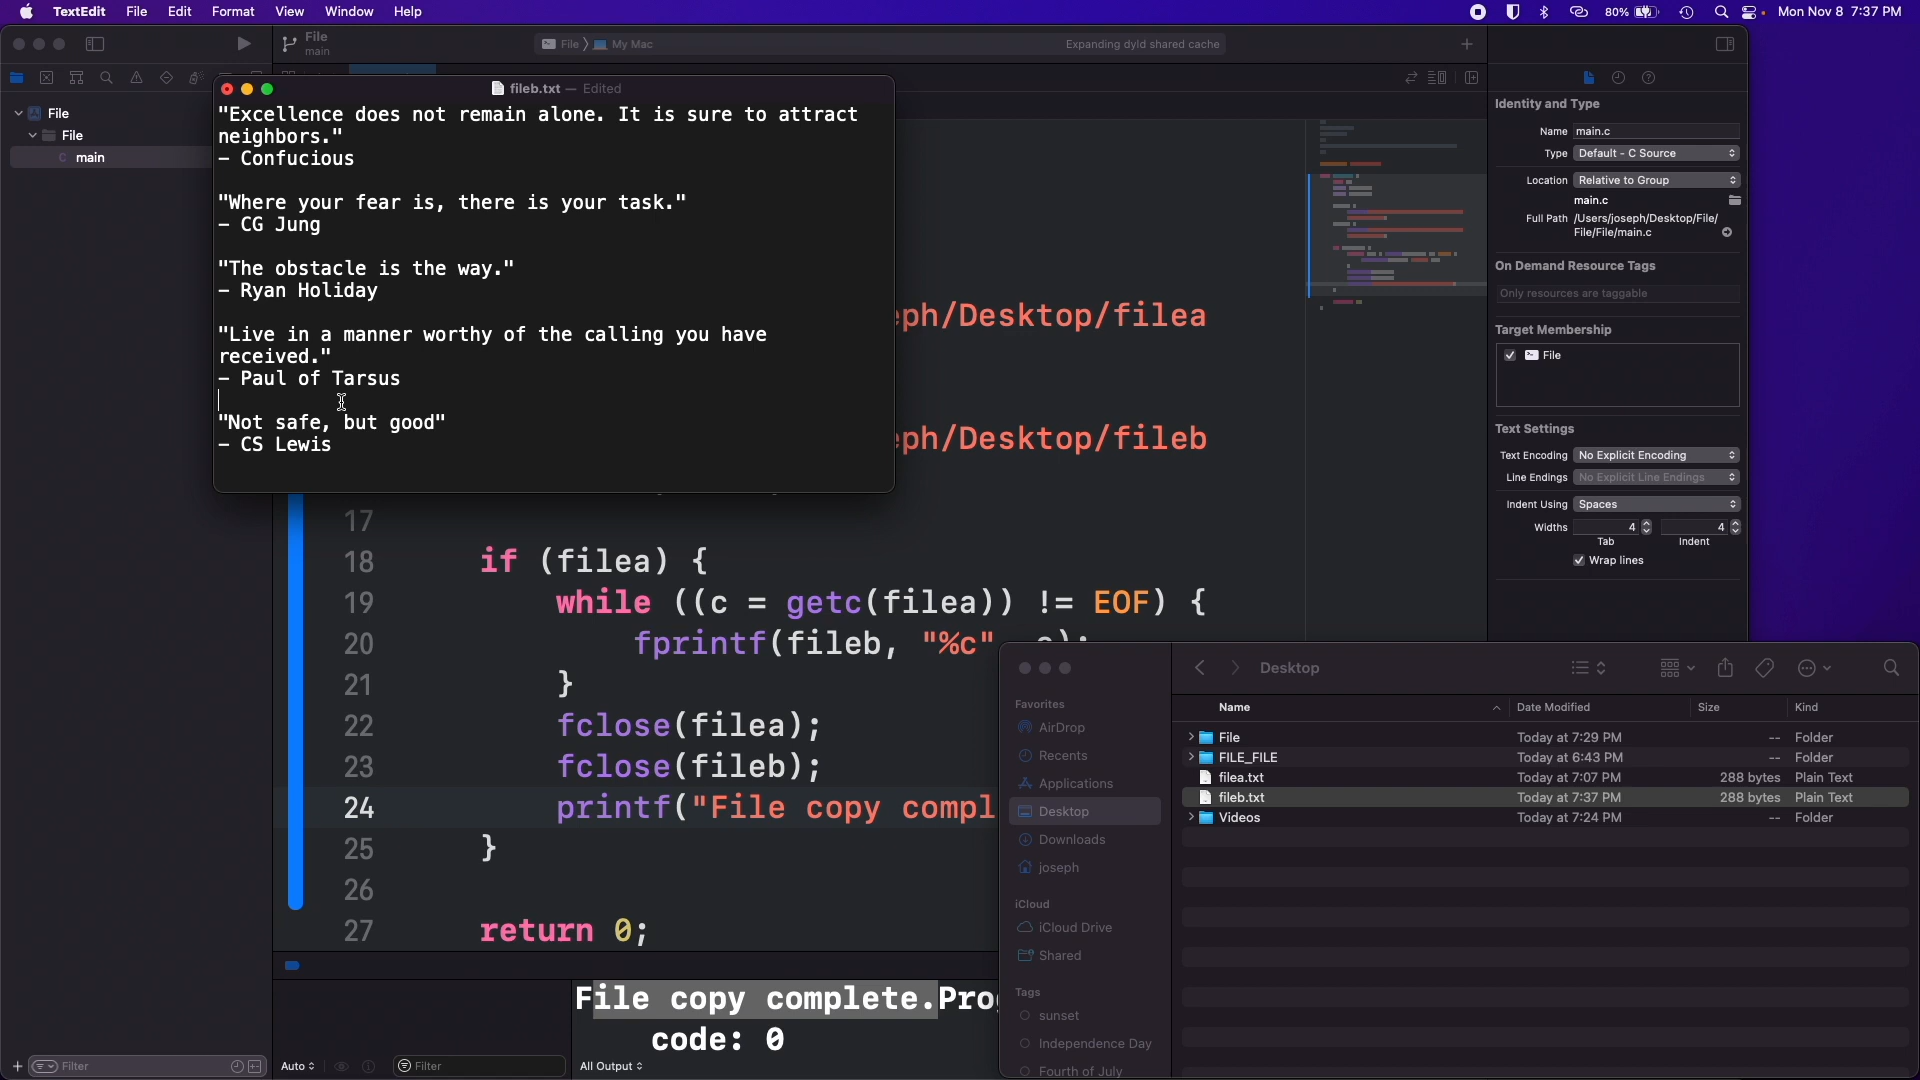 TextEdit File Edit Format View Window Help
80% Mon Nov 8 7:37 PM
File
main
File 〉 My Mac
Expanding dyld shared cache
File
File
C main
fileb.txt — Edited
"Excellence does not remain alone. It is sure to attract
neighbors."
– Confucious
"Where your fear is, there is your task."
– CG Jung
"The obstacle is the way."
– Ryan Holiday
"Live in a manner worthy of the calling you have
received."
– Paul of Tarsus
"Not safe, but good"
– CS Lewis
eph/Desktop/filea
eph/Desktop/fileb
17
18 if (filea) {
19 while ((c = getc(filea)) != EOF) {
20 fprintf(fileb, "%c"
21 }
22 fclose(filea);
23 fclose(fileb);
24 printf("File copy compl
25 }
26
27 return 0;
File copy complete.Pro
code: 0
Filter
Auto
Filter
All Output
Identity and Type
Name main.c
Type Default - C Source
Location Relative to Group
main.c
Full Path /Users/joseph/Desktop/File/
File/File/main.c
On Demand Resource Tags
Only resources are taggable
Target Membership
File
Text Settings
Text Encoding No Explicit Encoding
Line Endings No Explicit Line Endings
Indent Using Spaces
Widths 4 4
Tab Indent
Wrap lines
Desktop
Favorites
AirDrop
Recents
Applications
Desktop
Downloads
joseph
iCloud
iCloud Drive
Shared
Tags
sunset
Independence Day
Fourth of July
Name Date Modified Size Kind
File Today at 7:29 PM -- Folder
FILE_FILE Today at 6:43 PM -- Folder
filea.txt Today at 7:07 PM 288 bytes Plain Text
fileb.txt Today at 7:37 PM 288 bytes Plain Text
Videos Today at 7:24 PM -- Folder